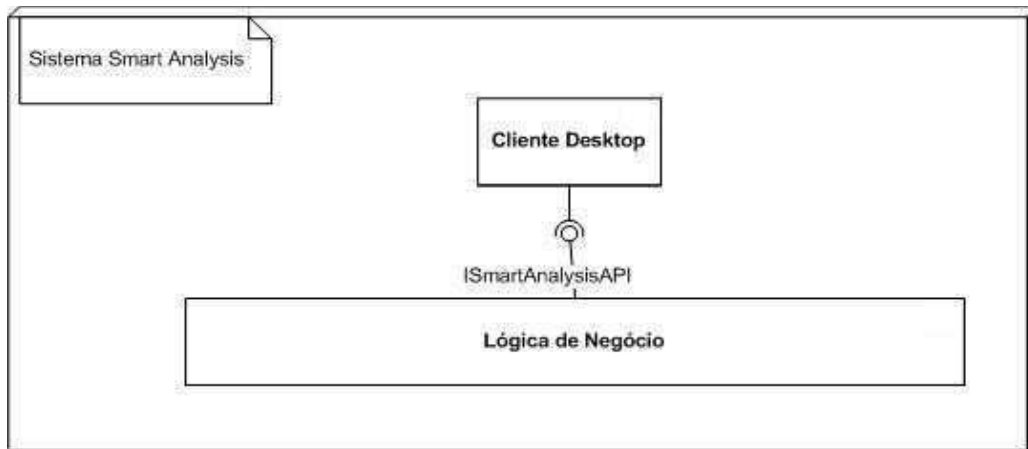 Sistema Smart Analysis
Cliente Desktop
ISmartAnalysisAPI
Lógica de Negócio